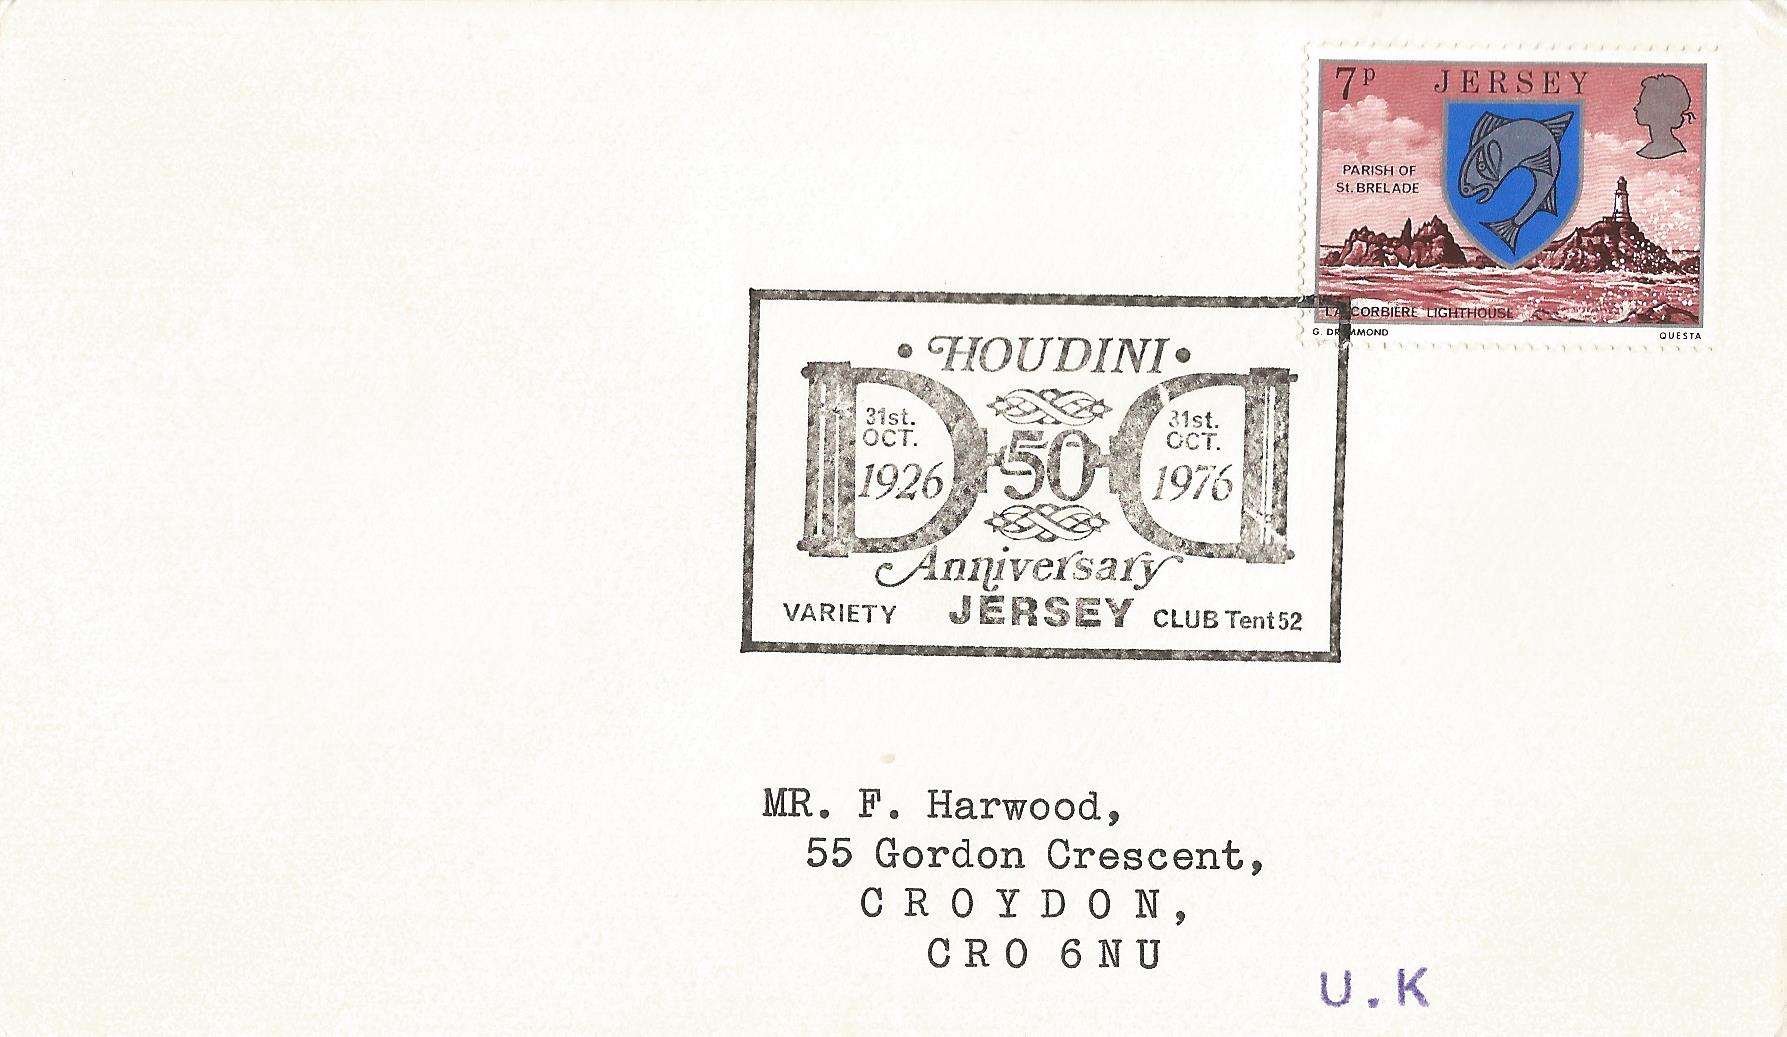 7p JERSEY
PARISH OF
St. BRELADE
LA CORBIÈRE LIGHTHOUSE
G. DRUMMOND QUESTA
• HOUDINI •
31st.
OCT.
1926
50
31st.
OCT.
1976
Anniversary
VARIETY JERSEY CLUB Tent 52
MR. F. Harwood,
55 Gordon Crescent,
CROYDON,
CRO 6NU
U.K